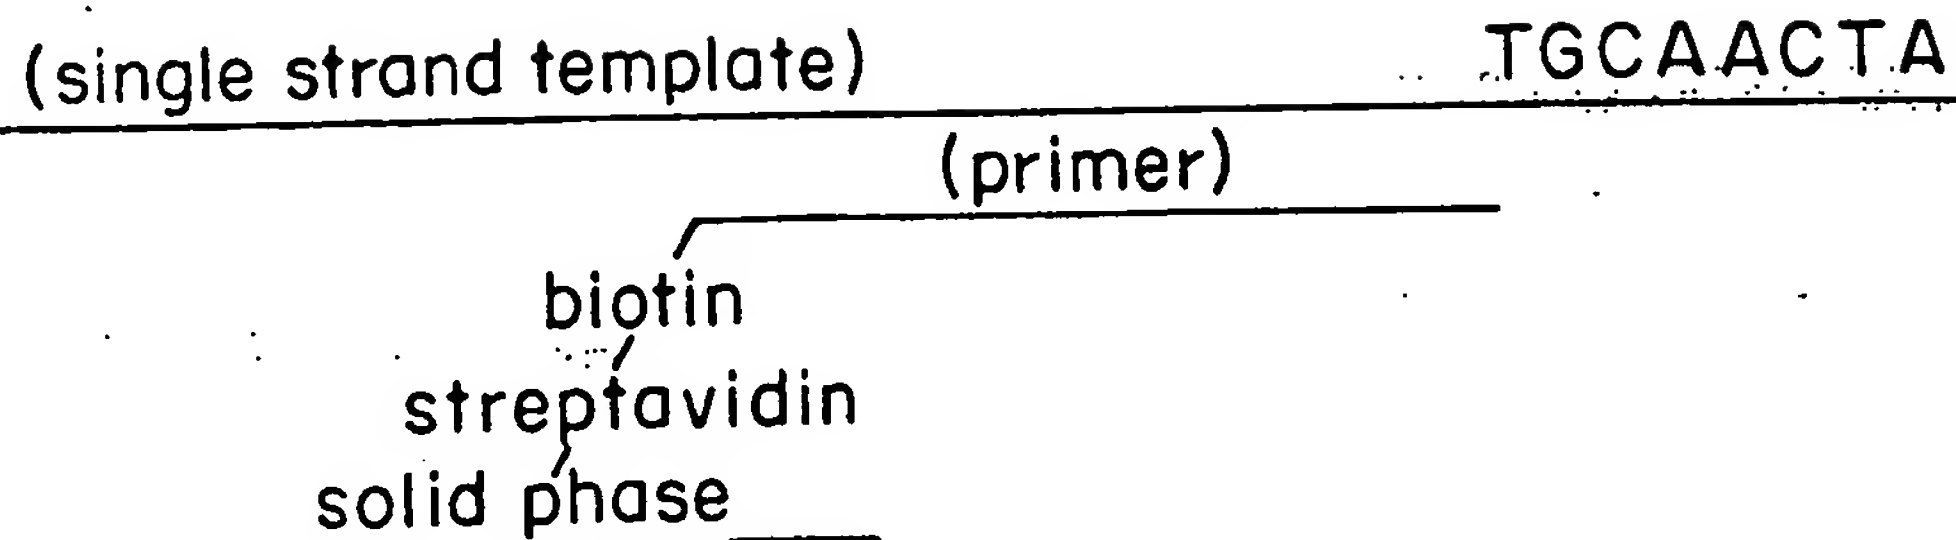 (single strand template) TGCAACTA
(primer)
biotin
streptavidin
solid phase